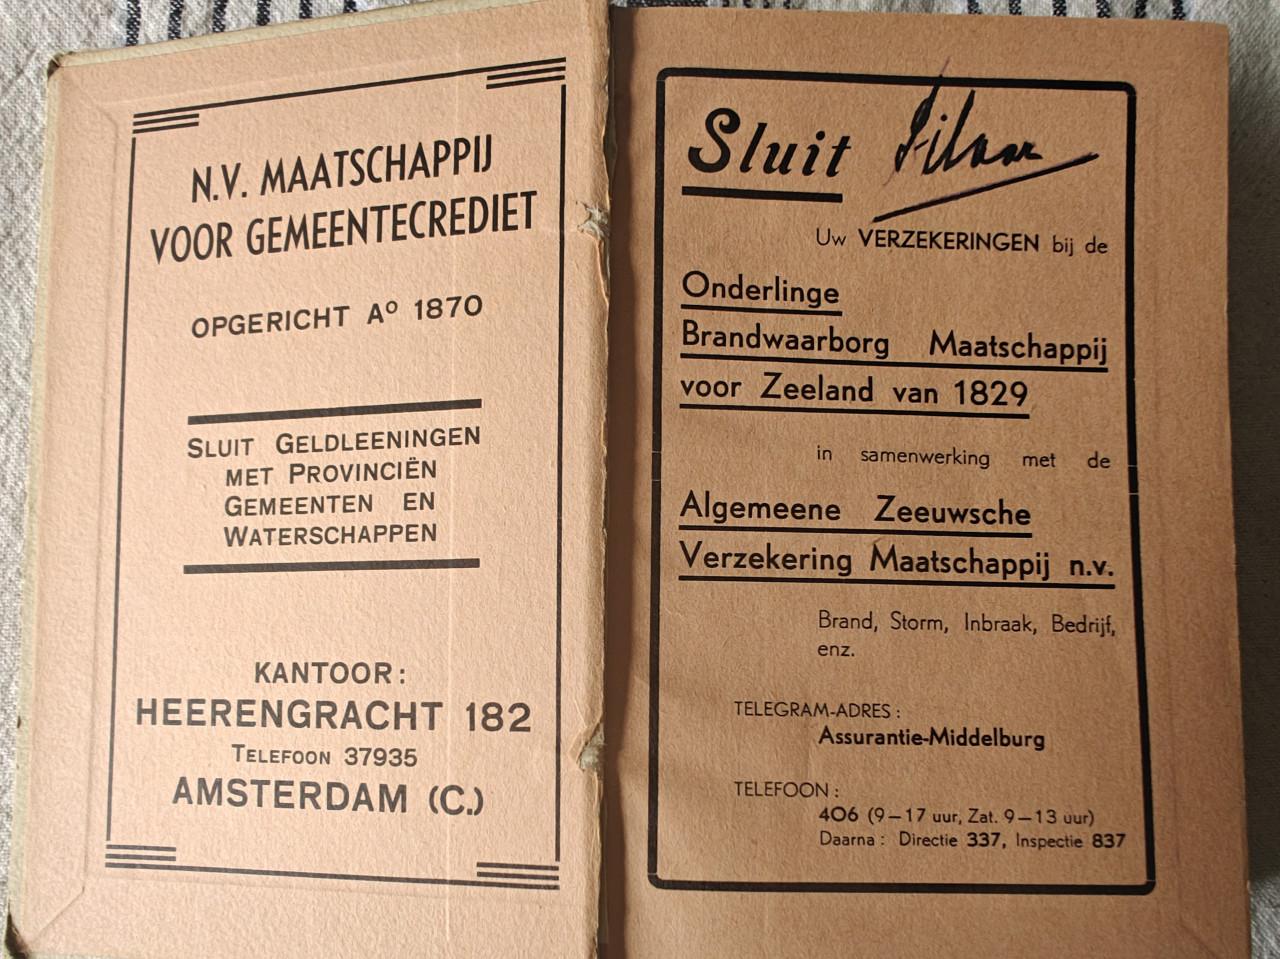 N.V. MAATSCHAPPIJ
VOOR GEMEENTECREDIET
OPGERICHT Aº 1870
SLUIT GELDLEENINGEN
MET PROVINCIËN
GEMEENTEN EN
WATERSCHAPPEN
KANTOOR:
HEERENGRACHT 182
TELEFOON 37935
AMSTERDAM (C.)
Sluit
Uw VERZEKERINGEN bij de
Onderlinge
Brandwaarborg Maatschappij
voor Zeeland van 1829
in samenwerking met de
Algemeene Zeeuwsche
Verzekering Maatschappij n.v.
Brand, Storm, Inbraak, Bedrijf,
enz.
TELEGRAM-ADRES:
Assurantie-Middelburg
TELEFOON:
406 (9–17 uur, Zat. 9–13 uur)
Daarna: Directie 337, Inspectie 837